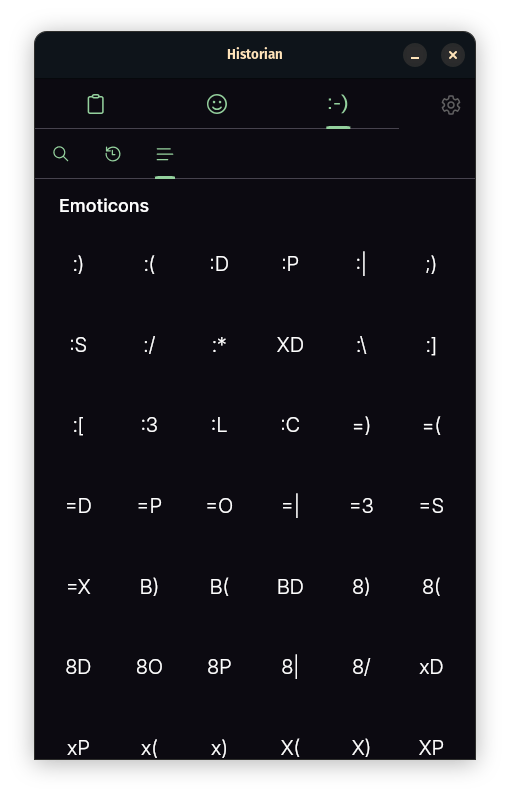 Historian
:-)
Emoticons
:) :( :D :P :| ;)
:S :/ :* XD :\ :]
:[ :3 :L :C =) =(
=D =P =O =| =3 =S
=X B) B( BD 8) 8(
8D 8O 8P 8| 8/ xD
xP x( x) X( X) XP